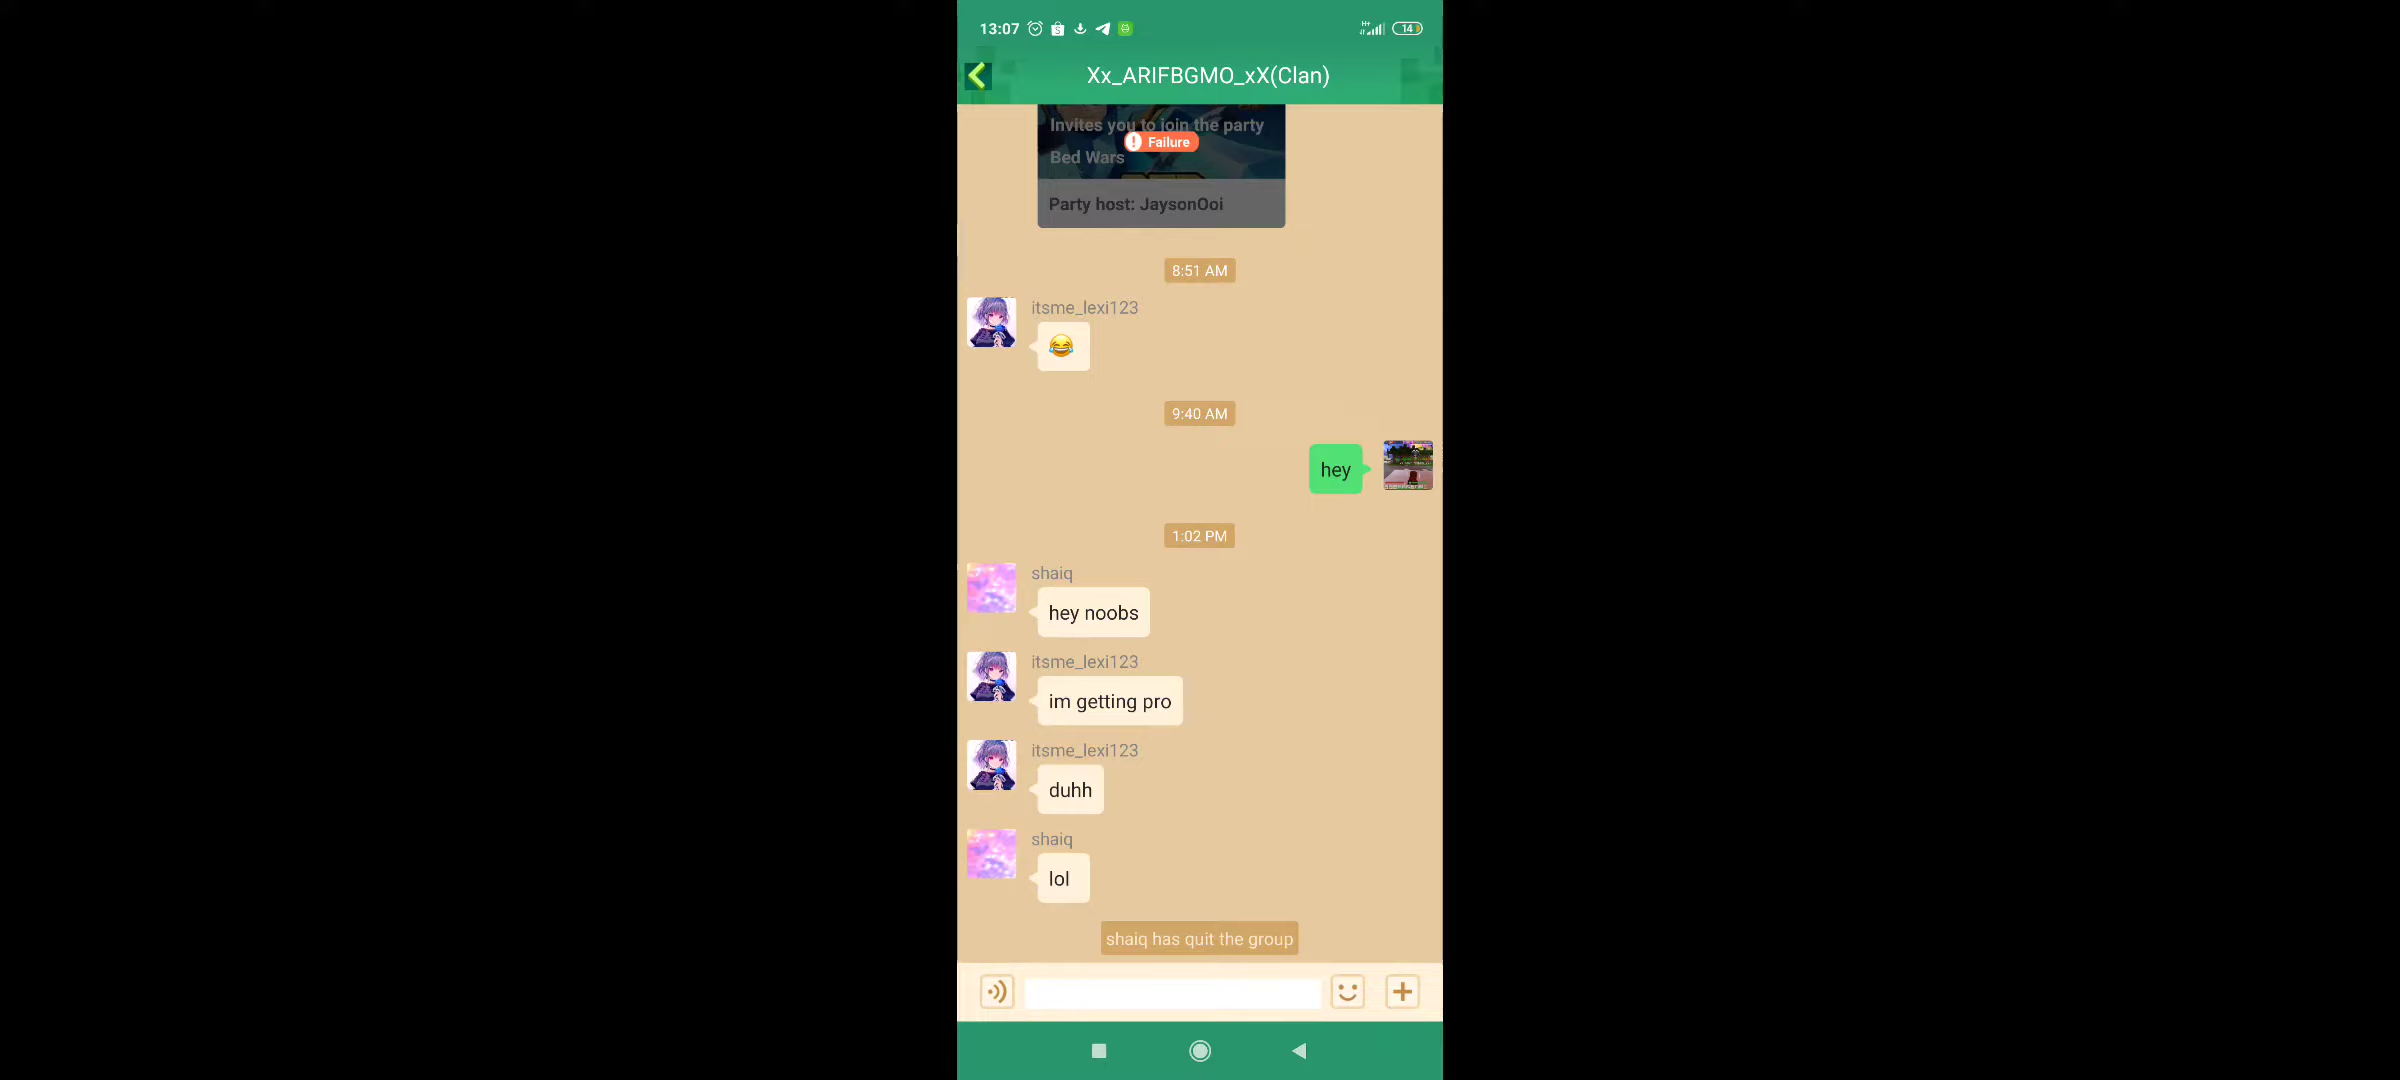 13:07
14
Xx_ARIFBGMO_xX(Clan)
Invites you to join the party
Failure
Bed Wars
Party host: JaysonOoi
8:51 AM
itsme_lexi123
😂
9:40 AM
hey
1:02 PM
shaiq
hey noobs
itsme_lexi123
im getting pro
itsme_lexi123
duhh
shaiq
lol
shaiq has quit the group